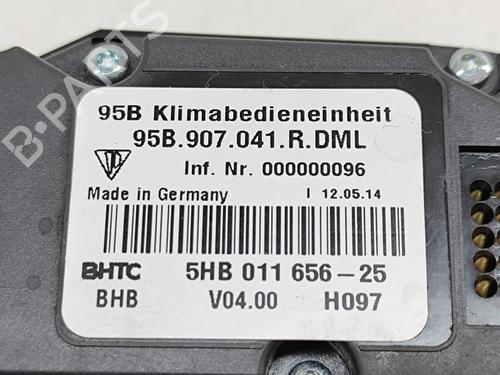 B-PARTS
95B Klimabedieneinheit
95B.907.041.R.DML
Inf. Nr. 000000096
Made in Germany I 12.05.14
BHTC 5HB 011 656-25
BHB V04.00 H097